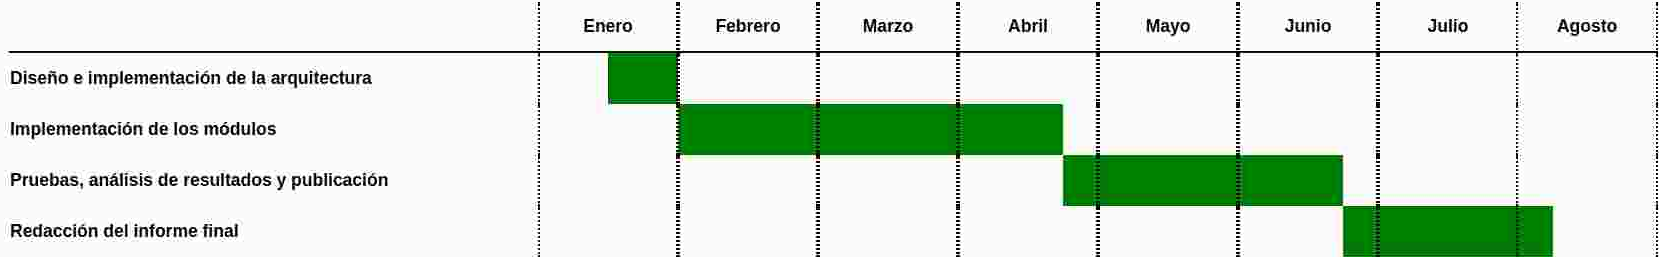 Enero Febrero Marzo Abril Mayo Junio Julio Agosto
Diseño e implementación de la arquitectura
Implementación de los módulos
Pruebas, análisis de resultados y publicación
Redacción del informe final